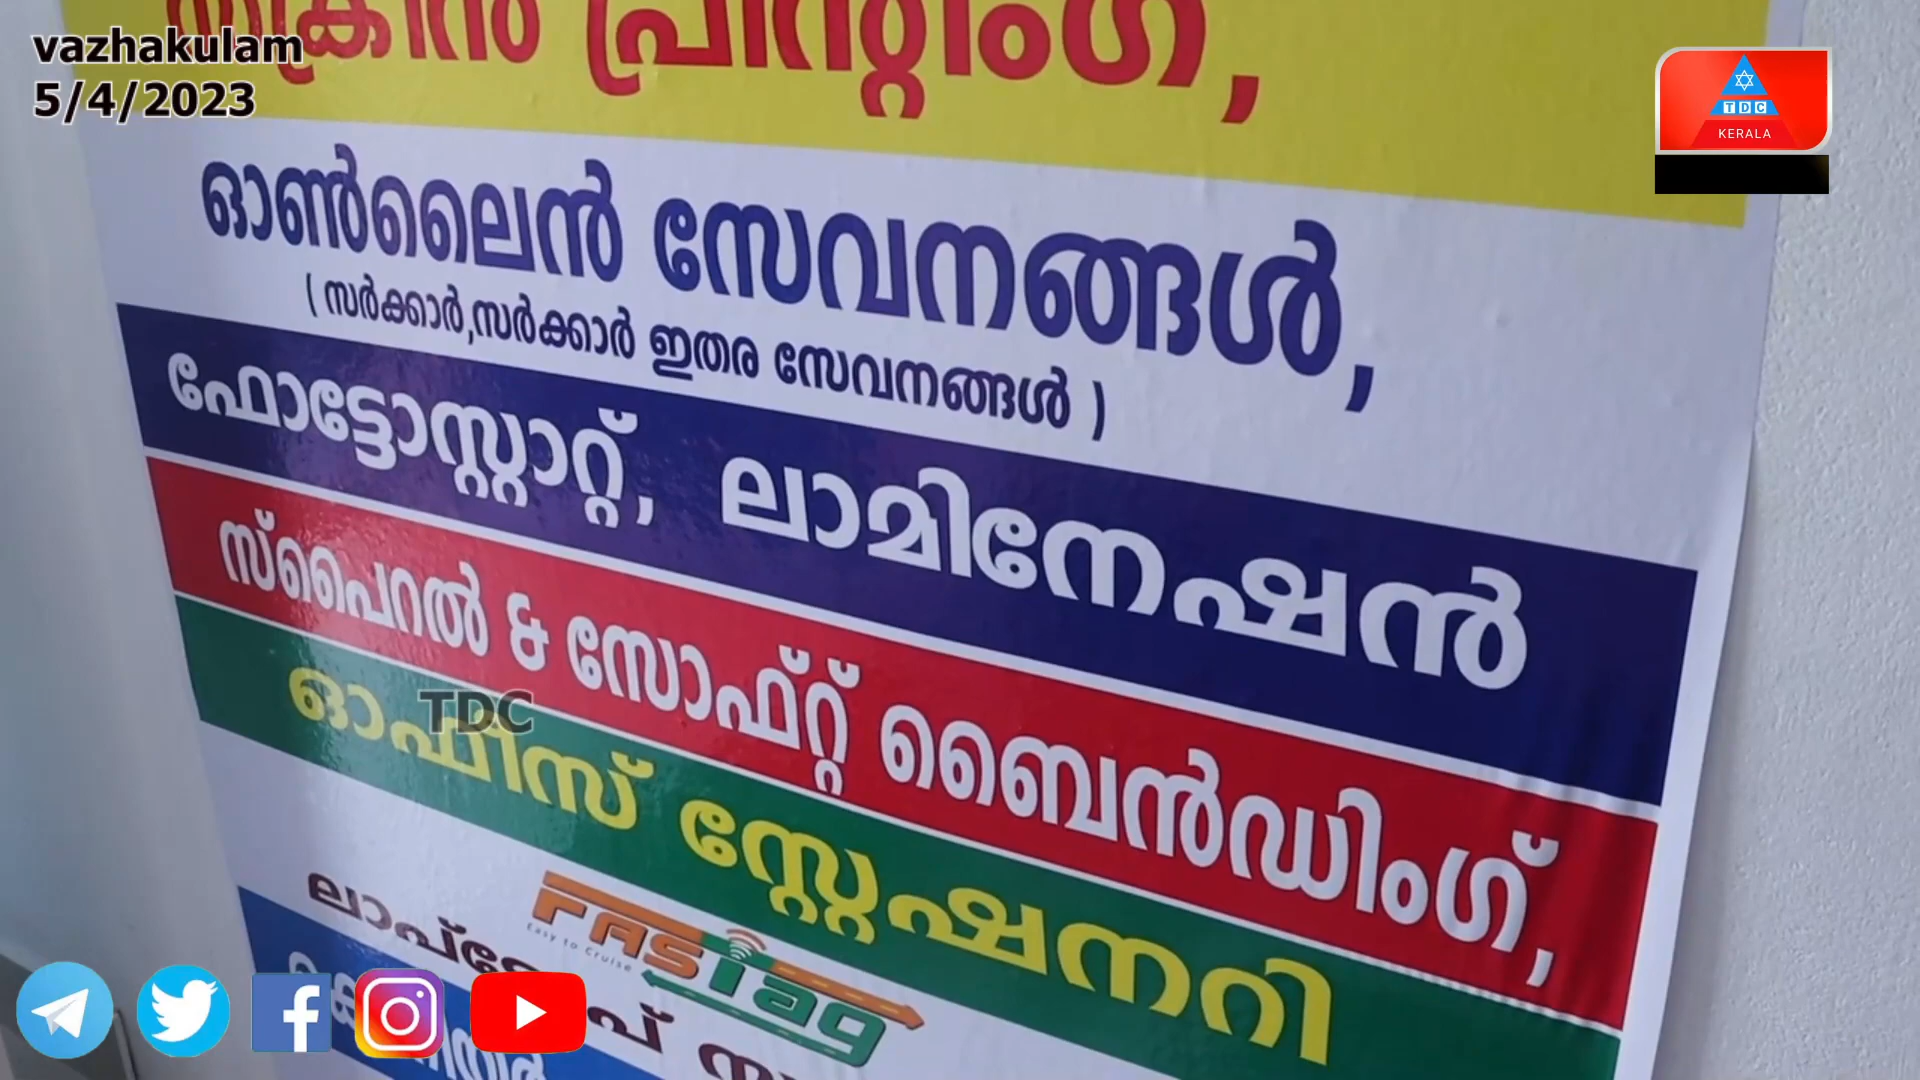 vazhakulam
5/4/2023
TDC
KERALA
സ്ക്രീൻ പ്രിന്റിംഗ്,
ഓൺലൈൻ സേവനങ്ങൾ,
( സർക്കാർ,സർക്കാർ ഇതര സേവനങ്ങൾ )
ഫോട്ടോസ്റ്റാറ്റ്, ലാമിനേഷൻ
സ്പൈറൽ & സോഫ്റ്റ് ബൈൻഡിംഗ്,
TDC
ഓഫീസ് സ്റ്റേഷനറി
FASTag
Easy to Cruise